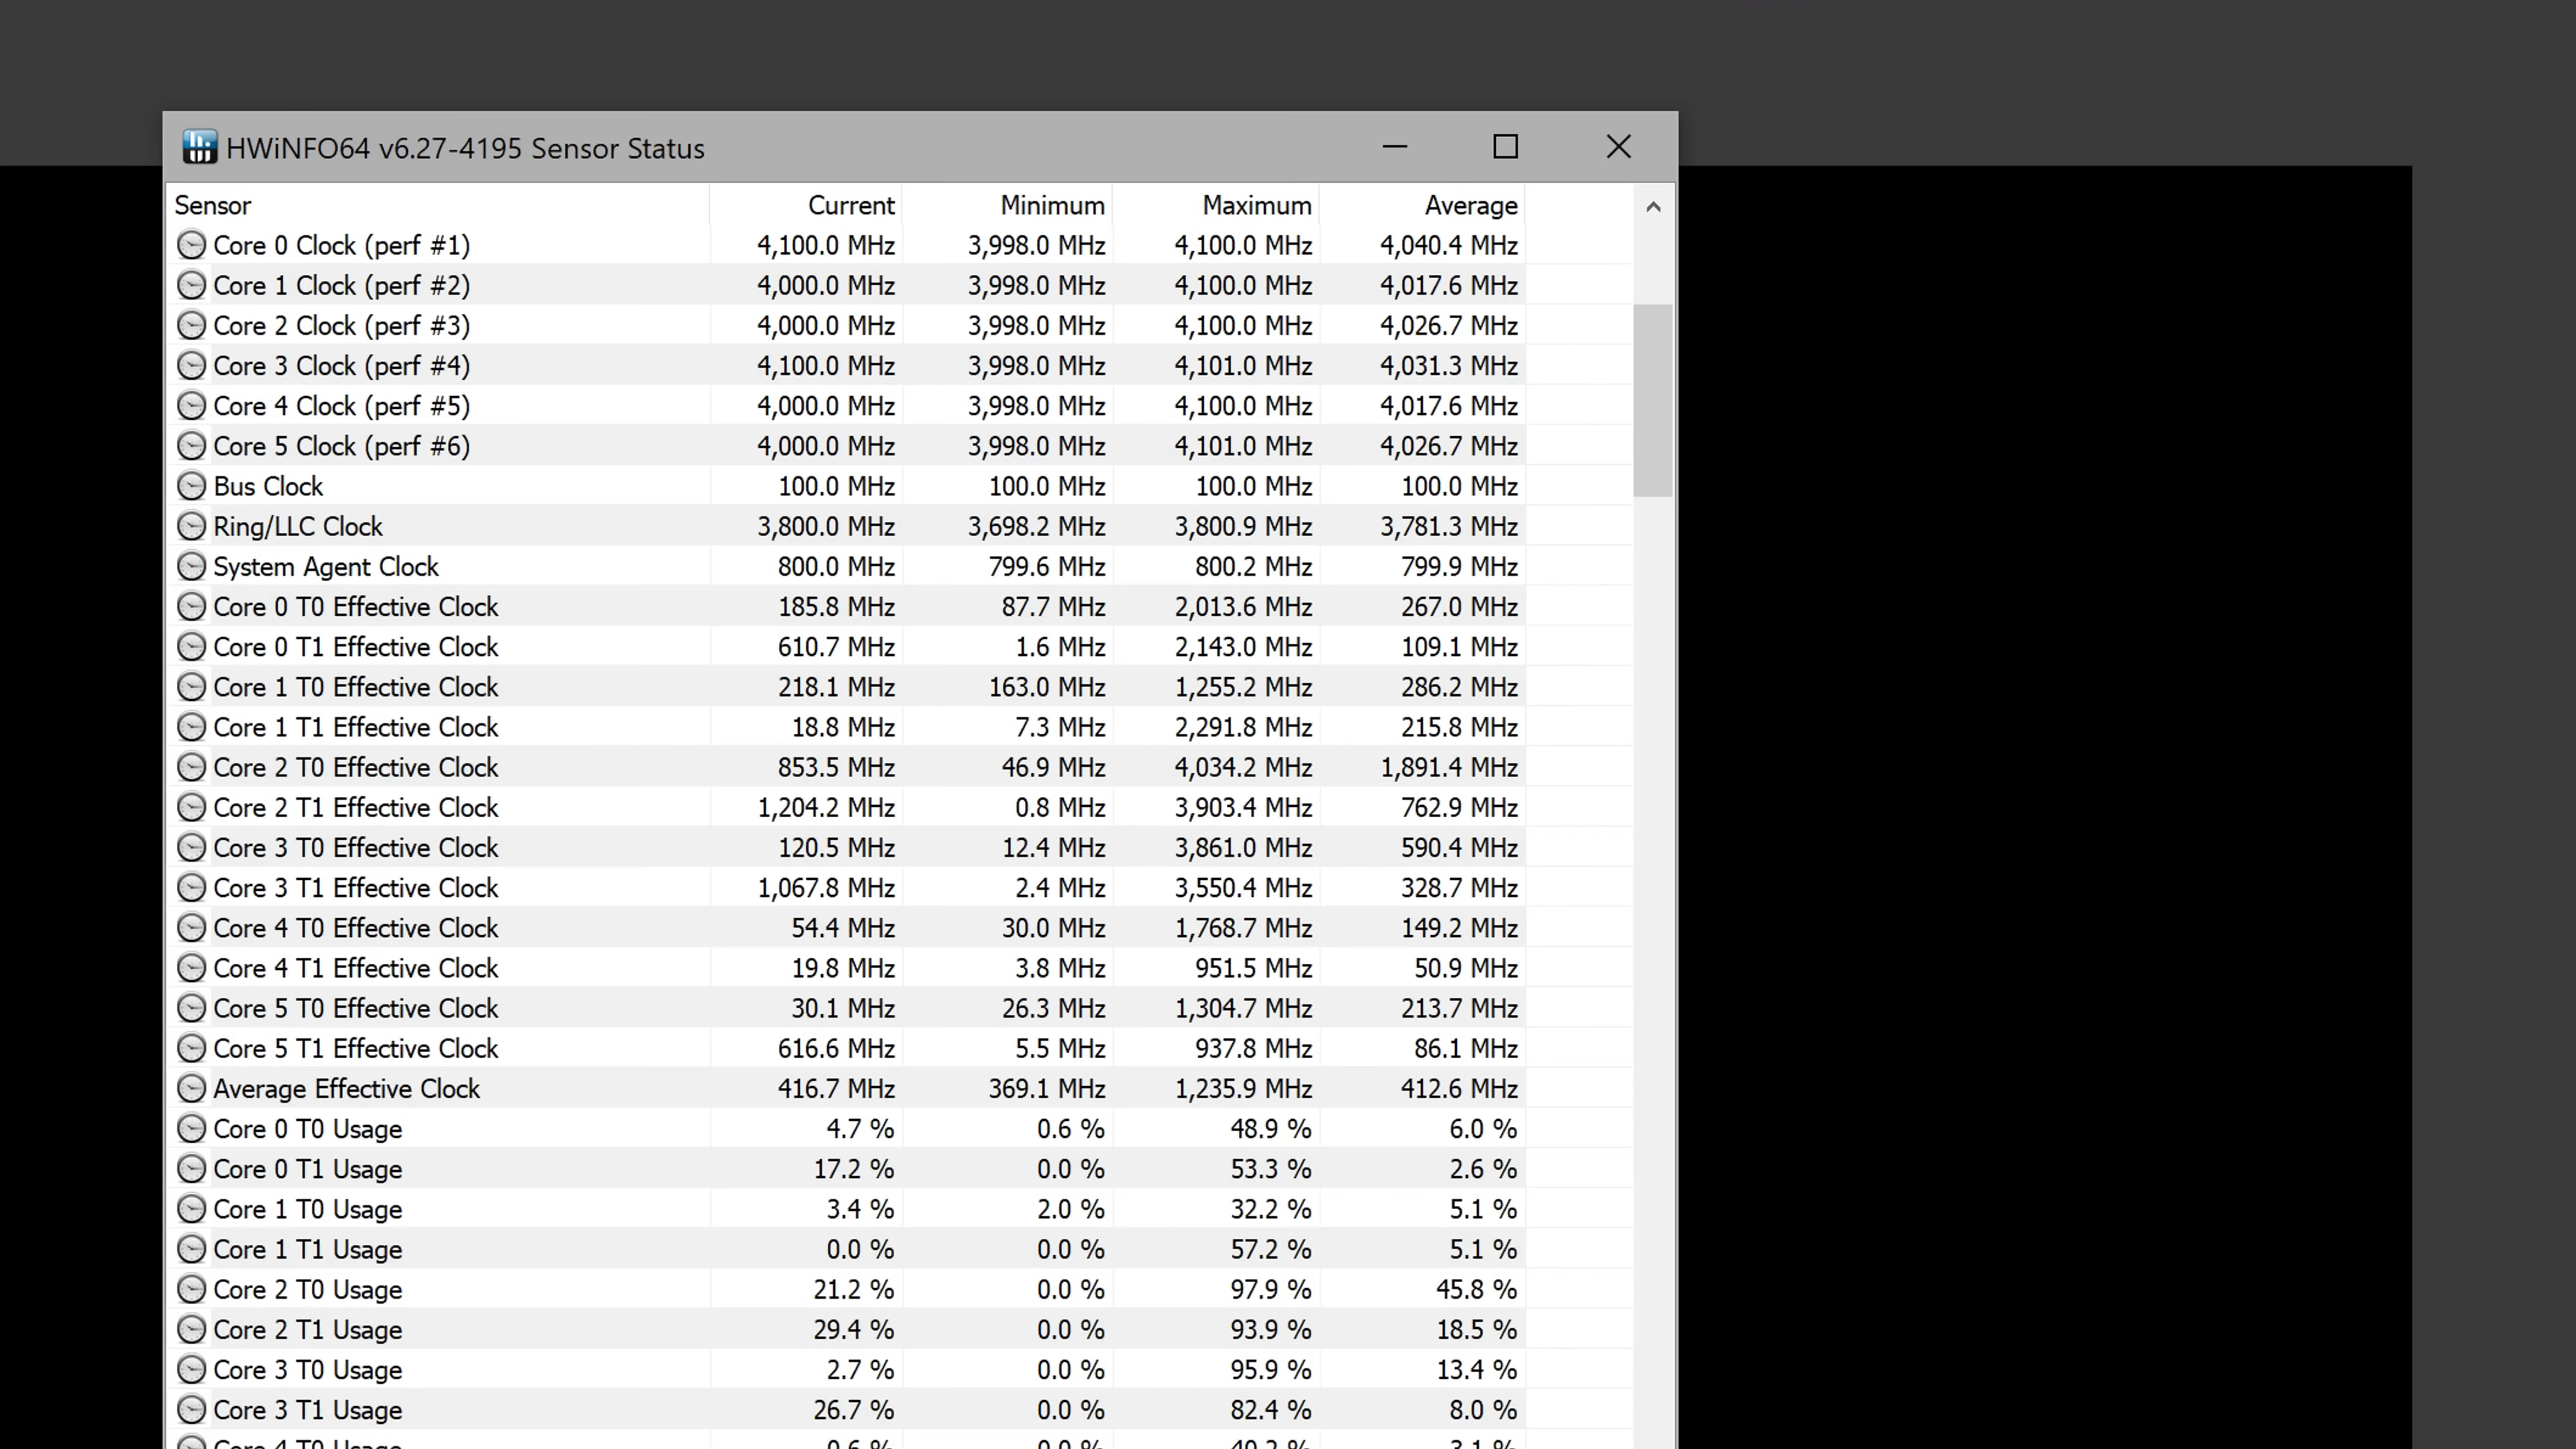 HWiNFO64 v6.27-4195 Sensor Status
Sensor Current Minimum Maximum Average
Core 0 Clock (perf #1) 4,100.0 MHz 3,998.0 MHz 4,100.0 MHz 4,040.4 MHz
Core 1 Clock (perf #2) 4,000.0 MHz 3,998.0 MHz 4,100.0 MHz 4,017.6 MHz
Core 2 Clock (perf #3) 4,000.0 MHz 3,998.0 MHz 4,100.0 MHz 4,026.7 MHz
Core 3 Clock (perf #4) 4,100.0 MHz 3,998.0 MHz 4,101.0 MHz 4,031.3 MHz
Core 4 Clock (perf #5) 4,000.0 MHz 3,998.0 MHz 4,100.0 MHz 4,017.6 MHz
Core 5 Clock (perf #6) 4,000.0 MHz 3,998.0 MHz 4,101.0 MHz 4,026.7 MHz
Bus Clock 100.0 MHz 100.0 MHz 100.0 MHz 100.0 MHz
Ring/LLC Clock 3,800.0 MHz 3,698.2 MHz 3,800.9 MHz 3,781.3 MHz
System Agent Clock 800.0 MHz 799.6 MHz 800.2 MHz 799.9 MHz
Core 0 T0 Effective Clock 185.8 MHz 87.7 MHz 2,013.6 MHz 267.0 MHz
Core 0 T1 Effective Clock 610.7 MHz 1.6 MHz 2,143.0 MHz 109.1 MHz
Core 1 T0 Effective Clock 218.1 MHz 163.0 MHz 1,255.2 MHz 286.2 MHz
Core 1 T1 Effective Clock 18.8 MHz 7.3 MHz 2,291.8 MHz 215.8 MHz
Core 2 T0 Effective Clock 853.5 MHz 46.9 MHz 4,034.2 MHz 1,891.4 MHz
Core 2 T1 Effective Clock 1,204.2 MHz 0.8 MHz 3,903.4 MHz 762.9 MHz
Core 3 T0 Effective Clock 120.5 MHz 12.4 MHz 3,861.0 MHz 590.4 MHz
Core 3 T1 Effective Clock 1,067.8 MHz 2.4 MHz 3,550.4 MHz 328.7 MHz
Core 4 T0 Effective Clock 54.4 MHz 30.0 MHz 1,768.7 MHz 149.2 MHz
Core 4 T1 Effective Clock 19.8 MHz 3.8 MHz 951.5 MHz 50.9 MHz
Core 5 T0 Effective Clock 30.1 MHz 26.3 MHz 1,304.7 MHz 213.7 MHz
Core 5 T1 Effective Clock 616.6 MHz 5.5 MHz 937.8 MHz 86.1 MHz
Average Effective Clock 416.7 MHz 369.1 MHz 1,235.9 MHz 412.6 MHz
Core 0 T0 Usage 4.7 % 0.6 % 48.9 % 6.0 %
Core 0 T1 Usage 17.2 % 0.0 % 53.3 % 2.6 %
Core 1 T0 Usage 3.4 % 2.0 % 32.2 % 5.1 %
Core 1 T1 Usage 0.0 % 0.0 % 57.2 % 5.1 %
Core 2 T0 Usage 21.2 % 0.0 % 97.9 % 45.8 %
Core 2 T1 Usage 29.4 % 0.0 % 93.9 % 18.5 %
Core 3 T0 Usage 2.7 % 0.0 % 95.9 % 13.4 %
Core 3 T1 Usage 26.7 % 0.0 % 82.4 % 8.0 %